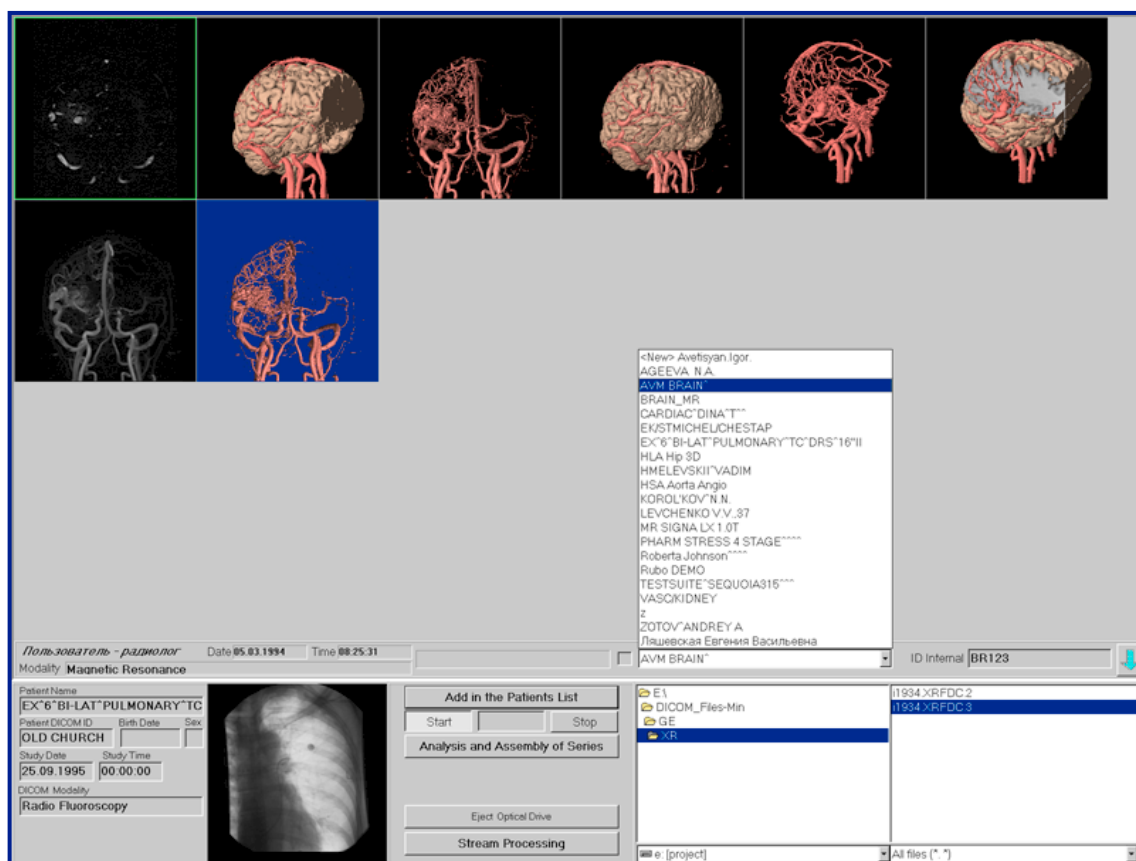 <New> Avetisyan.Igor.
AGEEVA. N.A.
AVM BRAIN^
BRAIN_MR
CARDIAC^DINA^T^^
EK/STMICHEL/CHESTAP
EX^6^BI-LAT^PULMONARY^TC^DRS^16"II
HLA Hip 3D
HMELEVSKII^VADIM
HSA Aorta Angio
KOROL'KOV^N.N.
LEVCHENKO V.V.,37
MR SIGNA LX 1.0T
PHARM STRESS 4 STAGE^^^^
Roberta Johnson^^^^
Rubo DEMO
TESTSUITE^SEQUOIA315^^^
VASC/KIDNEY
z
ZOTOV^ANDREY A
Ляшевская Евгения Васильевна
Пользователь - радиолог Date 05.03.1994 Time 08:25:31
AVM BRAIN^ ID Internal BR123
Modality Magnetic Resonance
Patient Name
EX^6^BI-LAT^PULMONARY^TC
Patient DICOM ID Birth Date Sex
OLD CHURCH
Study Date Study Time
25.09.1995 00:00:00
DICOM Modality
Radio Fluoroscopy
Add in the Patients List
Start Stop
Analysis and Assembly of Series
Eject Optical Drive
Stream Processing
E:\
DICOM_Files-Min
GE
XR
e: [project]
i1934.XRFDC.2
i1934.XRFDC.3
All files (*. *)